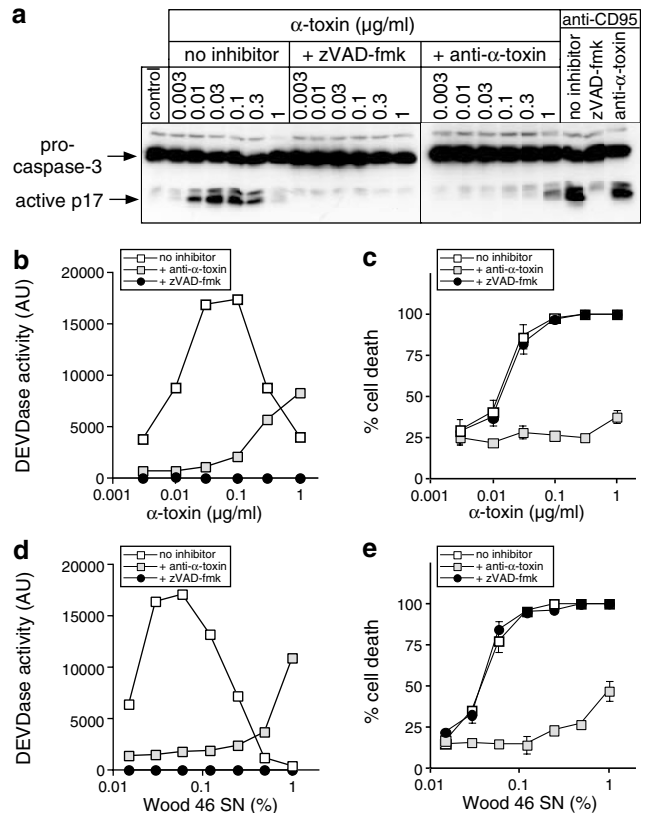 a
α-toxin (µg/ml)
anti-CD95
no inhibitor
+ zVAD-fmk
+ anti-α-toxin
control
0.003
0.01
0.03
0.1
0.3
1
0.003
0.01
0.03
0.1
0.3
1
0.003
0.01
0.03
0.1
0.3
1
no inhibitor
zVAD-fmk
anti-α-toxin
pro-
caspase-3
active p17
b
no inhibitor
+ anti-α-toxin
+ zVAD-fmk
DEVDase activity (AU)
20000
15000
10000
5000
0
0.001
0.01
0.1
1
α-toxin (µg/ml)
c
no inhibitor
+ anti-α-toxin
+ zVAD-fmk
% cell death
100
75
50
25
0
0.001
0.01
0.1
1
α-toxin (µg/ml)
d
no inhibitor
+ anti-α-toxin
+ zVAD-fmk
DEVDase activity (AU)
20000
15000
10000
5000
0
0.01
0.1
1
Wood 46 SN (%)
e
no inhibitor
+ anti-α-toxin
+ zVAD-fmk
% cell death
100
75
50
25
0
0.01
0.1
1
Wood 46 SN (%)